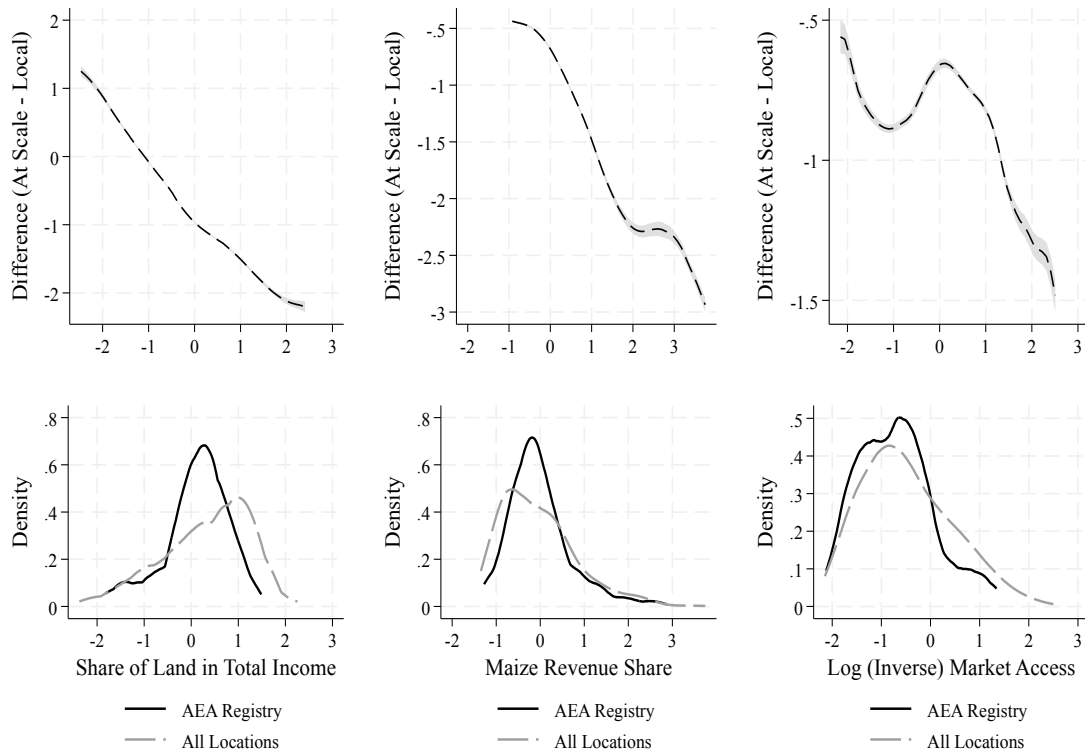 Difference (At Scale - Local)
2
1
0
-1
-2
-2 -1 0 1 2 3
Difference (At Scale - Local)
-.5
-1
-1.5
-2
-2.5
-3
-2 -1 0 1 2 3
Difference (At Scale - Local)
-.5
-1
-1.5
-2 -1 0 1 2 3
Density
.8
.6
.4
.2
0
-2 -1 0 1 2 3
Share of Land in Total Income
AEA Registry
All Locations
Density
.8
.6
.4
.2
0
-2 -1 0 1 2 3
Maize Revenue Share
AEA Registry
All Locations
Density
.5
.4
.3
.2
.1
0
-2 -1 0 1 2 3
Log (Inverse) Market Access
AEA Registry
All Locations